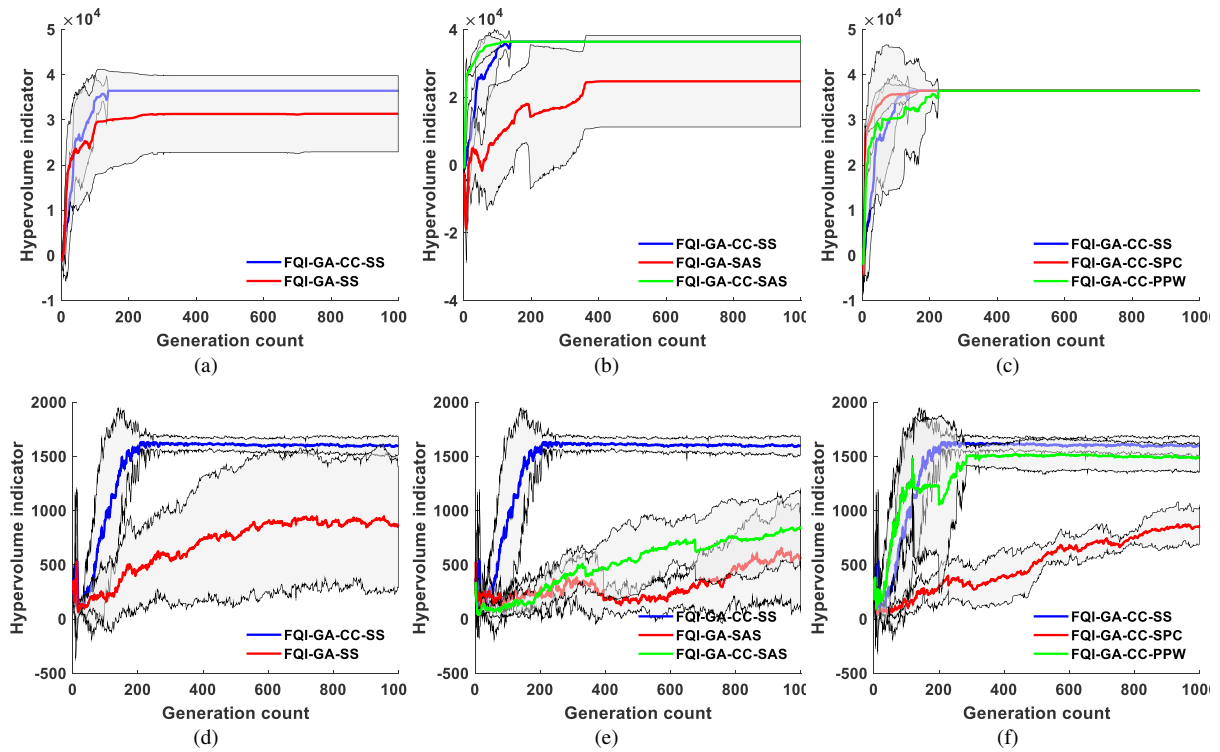 ×10⁴
5
4
3
2
1
0
-1
Hypervolume indicator
FQI-GA-CC-SS
FQI-GA-SS
0 200 400 600 800 100
Generation count
(a)
×10⁴
4
2
0
-2
-4
Hypervolume indicator
FQI-GA-CC-SS
FQI-GA-SAS
FQI-GA-CC-SAS
0 200 400 600 800 100
Generation count
(b)
×10⁴
5
4
3
2
1
0
-1
Hypervolume indicator
FQI-GA-CC-SS
FQI-GA-CC-SPC
FQI-GA-CC-PPW
0 200 400 600 800 1000
Generation count
(c)
2000
1500
1000
500
0
-500
Hypervolume indicator
FQI-GA-CC-SS
FQI-GA-SS
0 200 400 600 800 100
Generation count
(d)
2000
1500
1000
500
0
-500
Hypervolume indicator
FQI-GA-CC-SS
FQI-GA-SAS
FQI-GA-CC-SAS
0 200 400 600 800 100
Generation count
(e)
2000
1500
1000
500
0
-500
Hypervolume indicator
FQI-GA-CC-SS
FQI-GA-CC-SPC
FQI-GA-CC-PPW
0 200 400 600 800 1000
Generation count
(f)